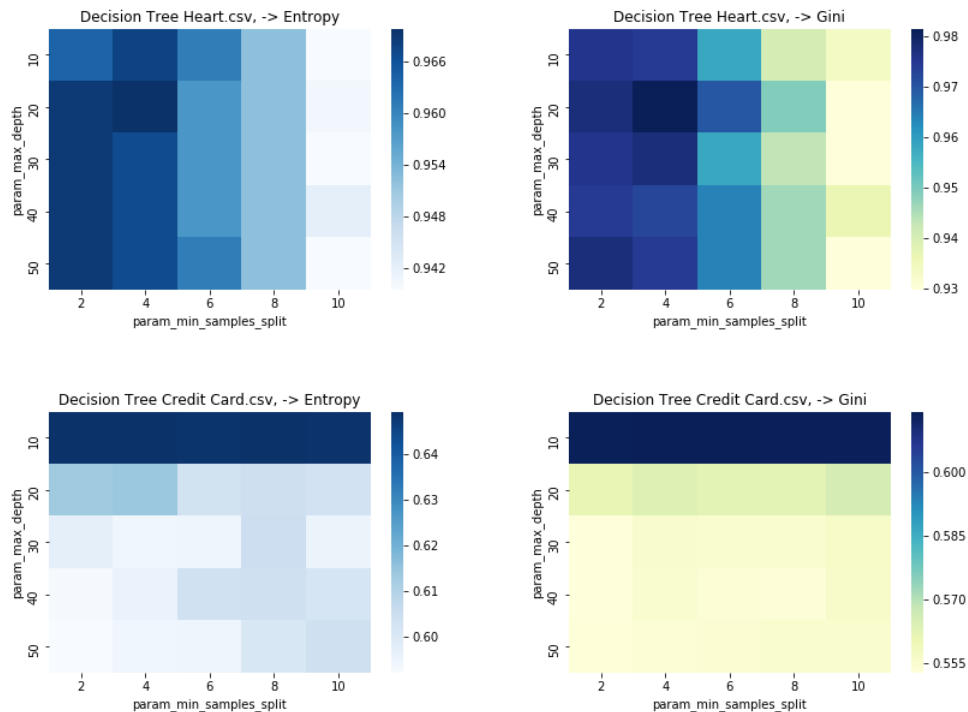 Decision Tree Heart.csv, -> Entropy
param_max_depth
10
20
30
40
50
2 4 6 8 10
param_min_samples_split
0.966
0.960
0.954
0.948
0.942
Decision Tree Heart.csv, -> Gini
param_max_depth
10
20
30
40
50
2 4 6 8 10
param_min_samples_split
0.98
0.97
0.96
0.95
0.94
0.93
Decision Tree Credit Card.csv, -> Entropy
param_max_depth
10
20
30
40
50
2 4 6 8 10
param_min_samples_split
0.64
0.63
0.62
0.61
0.60
Decision Tree Credit Card.csv, -> Gini
param_max_depth
10
20
30
40
50
2 4 6 8 10
param_min_samples_split
0.600
0.585
0.570
0.555